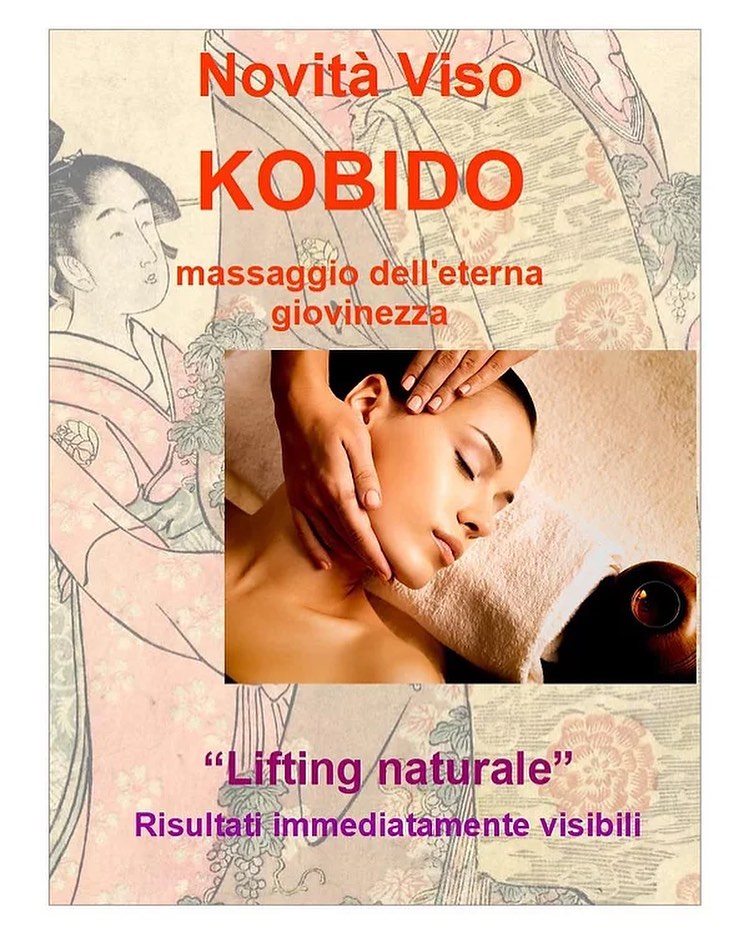 Novità Viso
KOBIDO
massaggio dell'eterna
giovinezza
“Lifting naturale”
Risultati immediatamente visibili